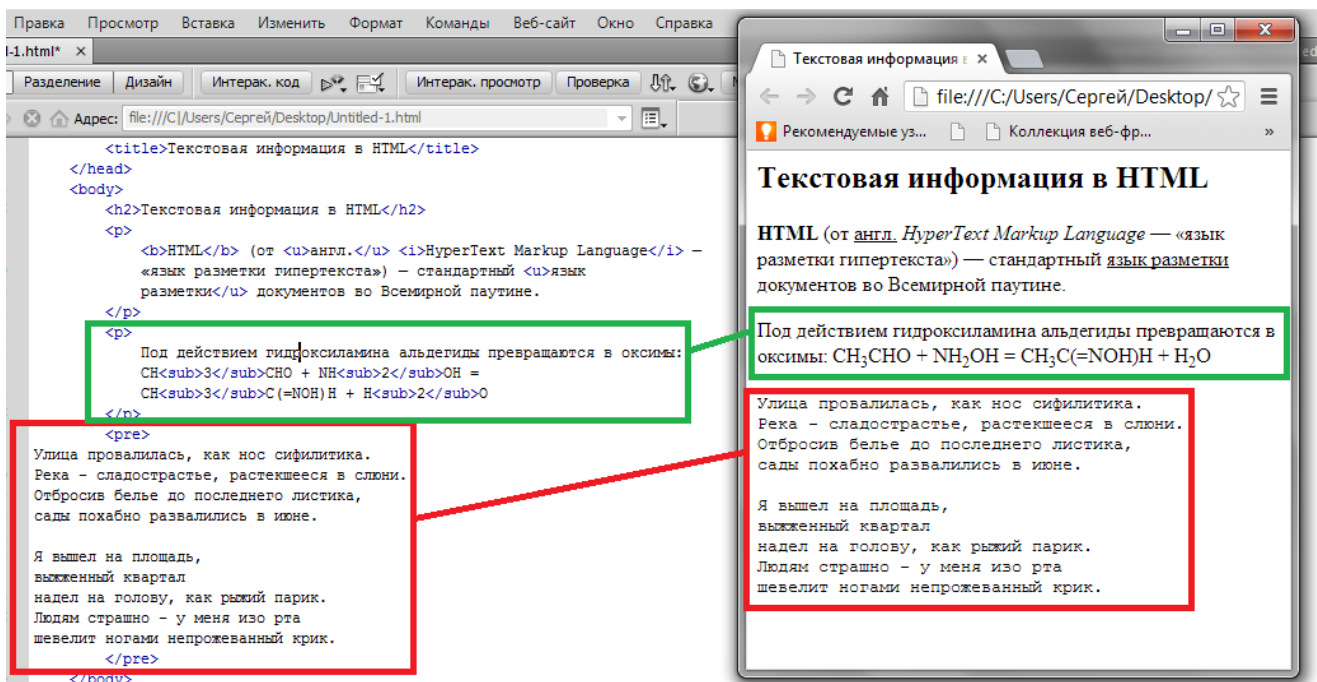 Правка Просмотр Вставка Изменить Формат Команды Веб-сайт Окно Справка
l-1.html* ×
Разделение Дизайн Интерак. код Интерак. просмотр Проверка
Адрес: file:///C|/Users/Сергей/Desktop/Untitled-1.html
<title>Текстовая информация в HTML</title>
</head>
<body>
<h2>Текстовая информация в HTML</h2>
<p>
<b>HTML</b> (от <u>англ.</u> <i>HyperText Markup Language</i> —
«язык разметки гипертекста») — стандартный <u>язык
разметки</u> документов во Всемирной паутине.
</p>
<p>
Под действием гидроксиламина альдегиды превращаются в оксимы:
CH<sub>3</sub>CHO + NH<sub>2</sub>OH =
CH<sub>3</sub>C(=NOH)H + H<sub>2</sub>O
</p>
<pre>
Улица провалилась, как нос сифилитика.
Река - сладострастье, растекшееся в слюни.
Отбросив белье до последнего листика,
сады похабно развалились в июне.
Я вышел на площадь,
выжженный квартал
надел на голову, как рыжий парик.
Людям страшно - у меня изо рта
шевелит ногами непрожеванный крик.
</pre>
</body>
Текстовая информация в ×
file:///C:/Users/Сергей/Desktop/
Рекомендуемые уз... Коллекция веб-фр... »
Текстовая информация в HTML
HTML (от англ. HyperText Markup Language — «язык
разметки гипертекста») — стандартный язык разметки
документов во Всемирной паутине.
Под действием гидроксиламина альдегиды превращаются в
оксимы: CH₃CHO + NH₂OH = CH₃C(=NOH)H + H₂O
Улица провалилась, как нос сифилитика.
Река - сладострастье, растекшееся в слюни.
Отбросив белье до последнего листика,
сады похабно развалились в июне.
Я вышел на площадь,
выжженный квартал
надел на голову, как рыжий парик.
Людям страшно - у меня изо рта
шевелит ногами непрожеванный крик.